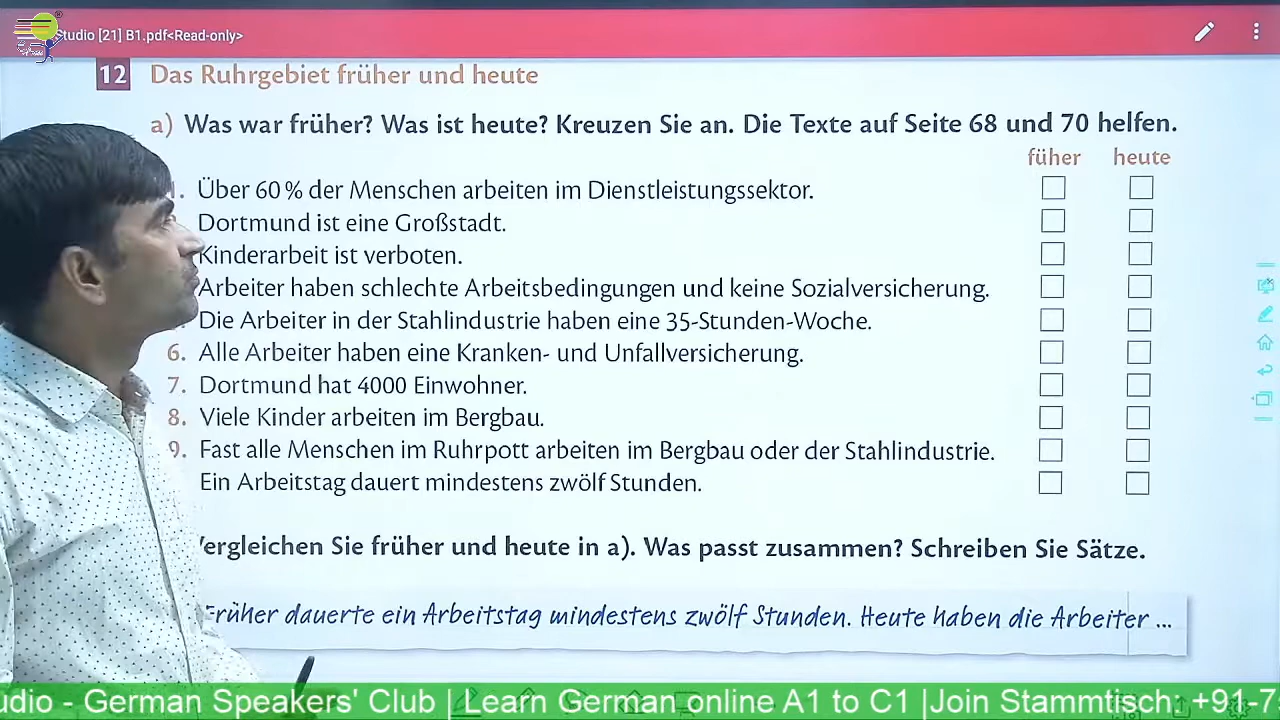 Studio [21] B1.pdf<Read-only>
12 Das Ruhrgebiet früher und heute
a) Was war früher? Was ist heute? Kreuzen Sie an. Die Texte auf Seite 68 und 70 helfen.
füher heute
1. Über 60 % der Menschen arbeiten im Dienstleistungssektor.
Dortmund ist eine Großstadt.
Kinderarbeit ist verboten.
Arbeiter haben schlechte Arbeitsbedingungen und keine Sozialversicherung.
Die Arbeiter in der Stahlindustrie haben eine 35-Stunden-Woche.
6. Alle Arbeiter haben eine Kranken- und Unfallversicherung.
7. Dortmund hat 4000 Einwohner.
8. Viele Kinder arbeiten im Bergbau.
9. Fast alle Menschen im Ruhrpott arbeiten im Bergbau oder der Stahlindustrie.
Ein Arbeitstag dauert mindestens zwölf Stunden.
Vergleichen Sie früher und heute in a). Was passt zusammen? Schreiben Sie Sätze.
Früher dauerte ein Arbeitstag mindestens zwölf Stunden. Heute haben die Arbeiter ...
udio - German Speakers' Club | Learn German online A1 to C1 |Join Stammtisch: +91-7